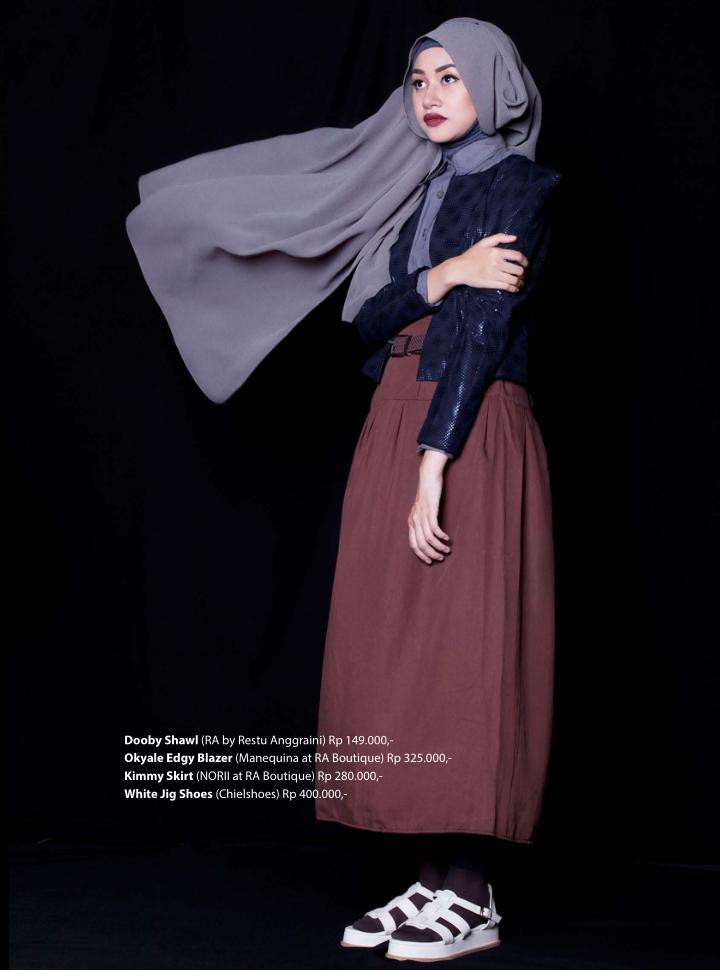 Dooby Shawl (RA by Restu Anggraini) Rp 149.000,-
Okyale Edgy Blazer (Manequina at RA Boutique) Rp 325.000,-
Kimmy Skirt (NORII at RA Boutique) Rp 280.000,-
White Jig Shoes (Chielshoes) Rp 400.000,-